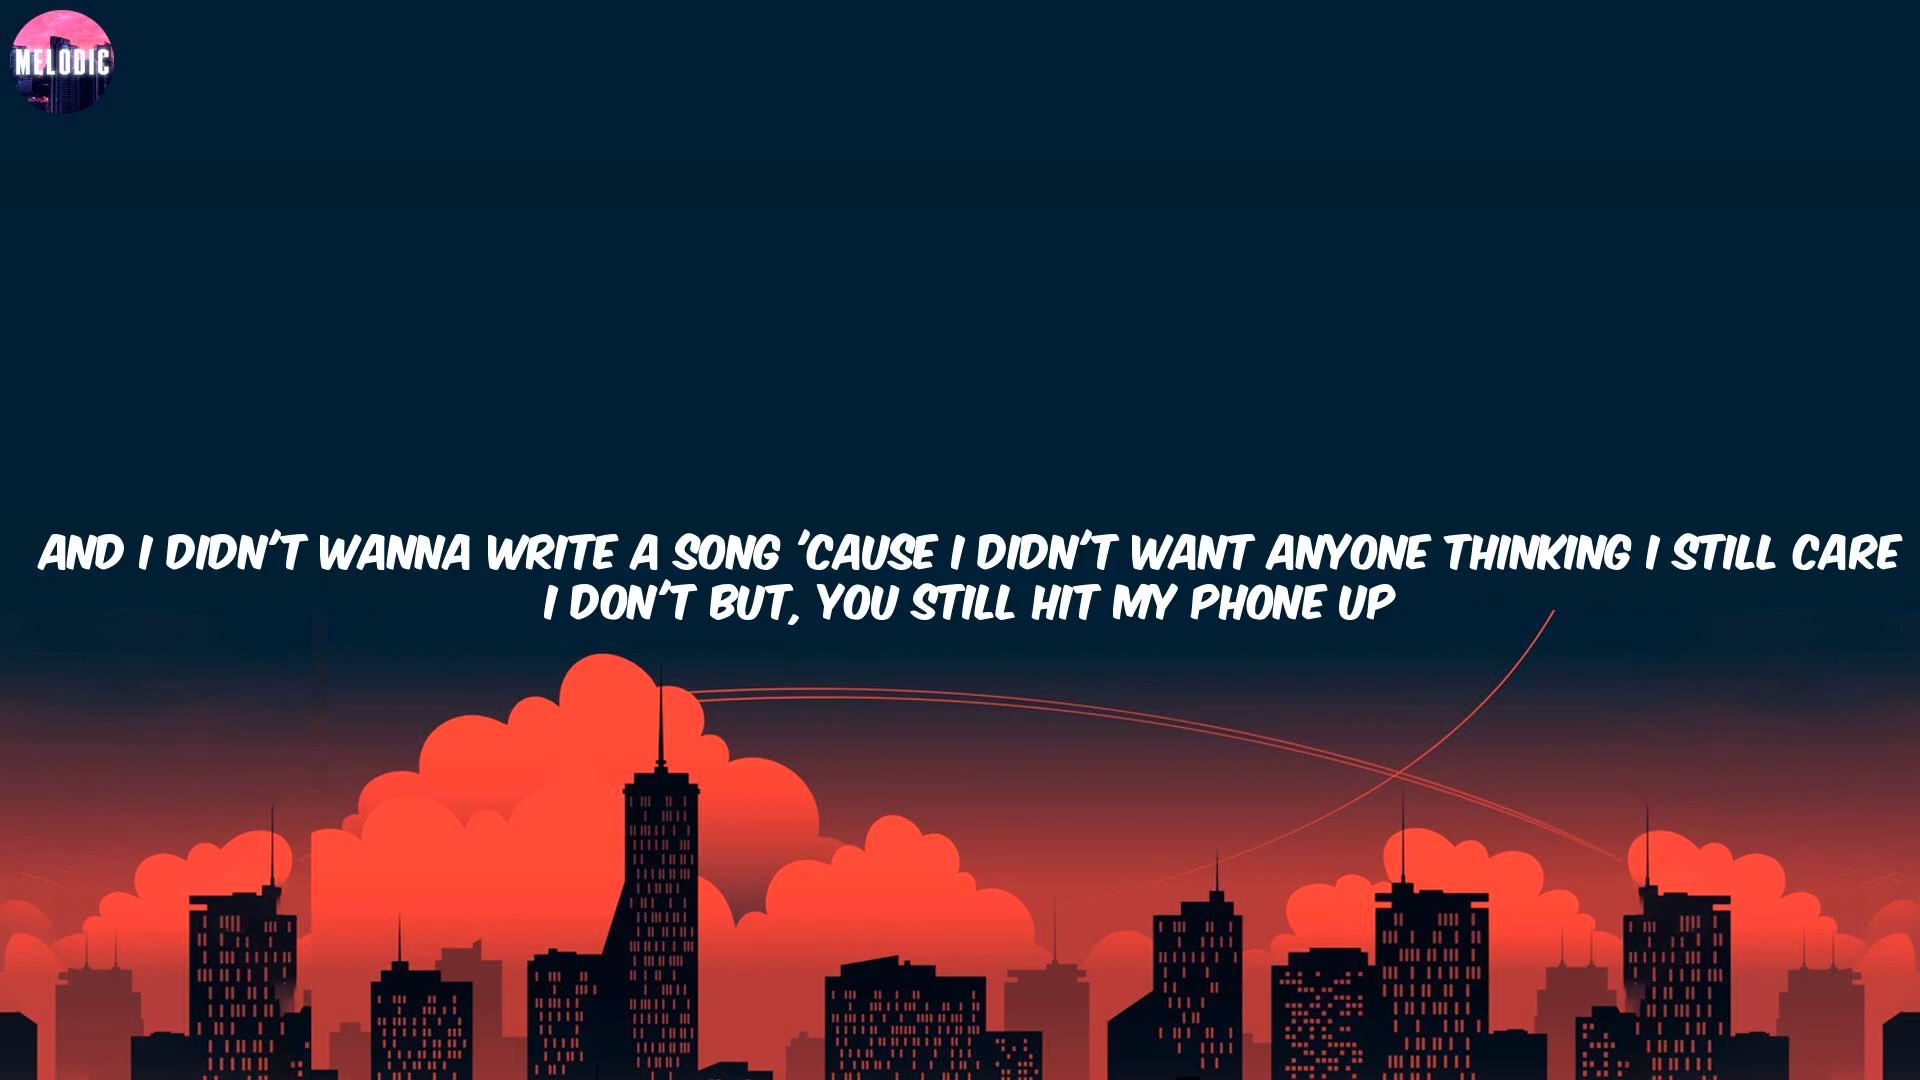 MELODIC
AND I DIDN'T WANNA WRITE A SONG 'CAUSE I DIDN'T WANT ANYONE THINKING I STILL CARE
I DON'T BUT, YOU STILL HIT MY PHONE UP